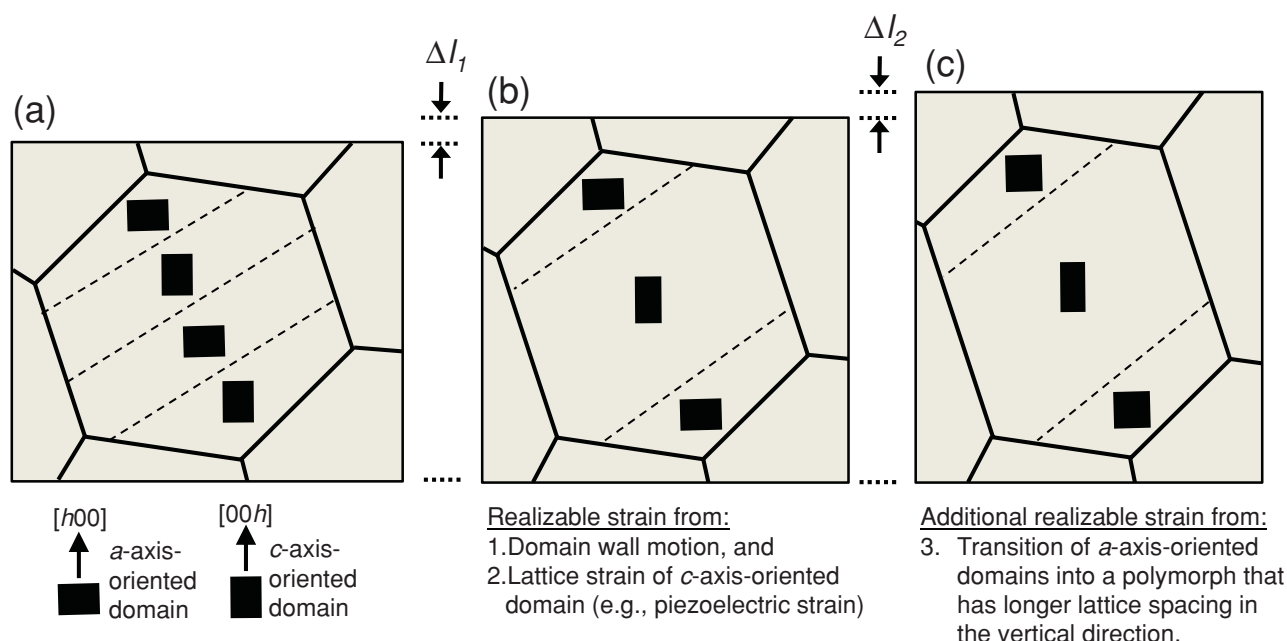 Δl1
Δl2
(a)
(b)
(c)
[h00]
a-axis-
oriented
domain
[00h]
c-axis-
oriented
domain
Realizable strain from:
1.Domain wall motion, and
2.Lattice strain of c-axis-oriented
domain (e.g., piezoelectric strain)
Additional realizable strain from:
3. Transition of a-axis-oriented
domains into a polymorph that
has longer lattice spacing in
the vertical direction.